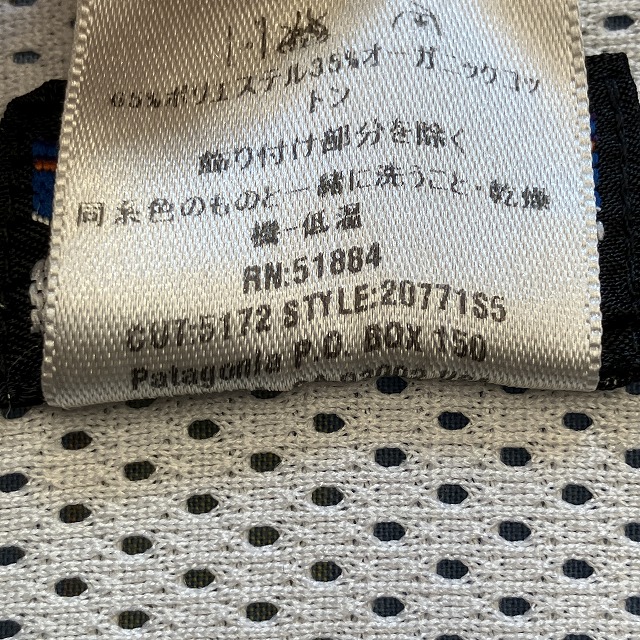 65%ポリエステル35%オーガニックコッ
トン
飾り付け部分を除く
同系色のものと一緒に洗うこと・乾燥
機-低温
RN:51884
CUT:5172 STYLE:20771S5
Patagonia P.O. BOX 150